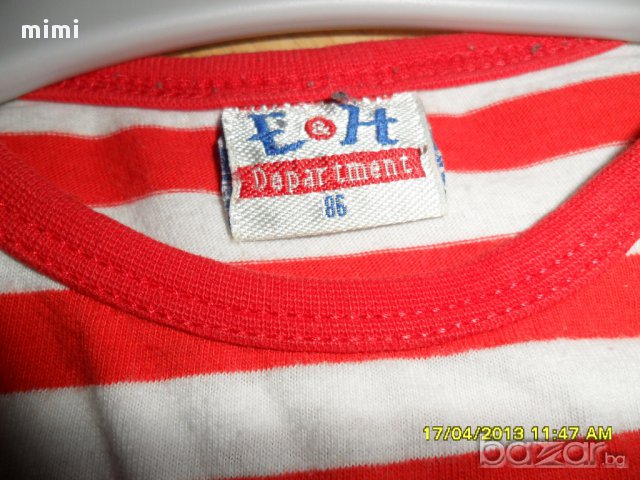 mimi
E & H
Department
86
17/04/2013 11:47 AM
bazar.bg